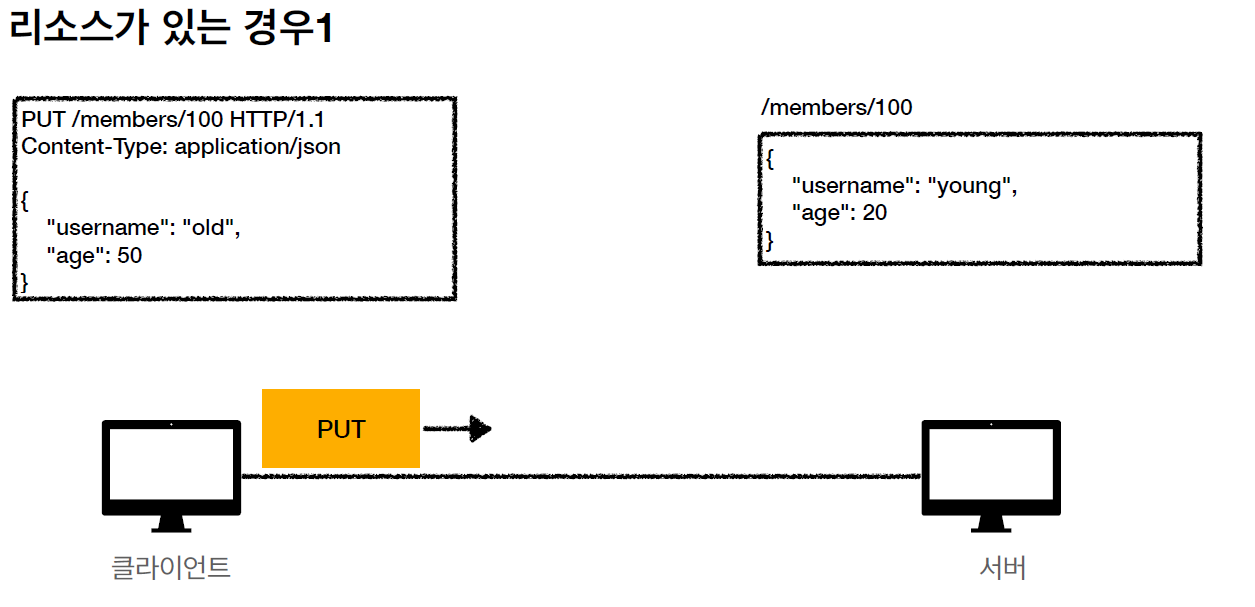 리소스가 있는 경우1
PUT /members/100 HTTP/1.1
Content-Type: application/json
{
"username": "old",
"age": 50
}
/members/100
{
"username": "young",
"age": 20
}
PUT
클라이언트
서버